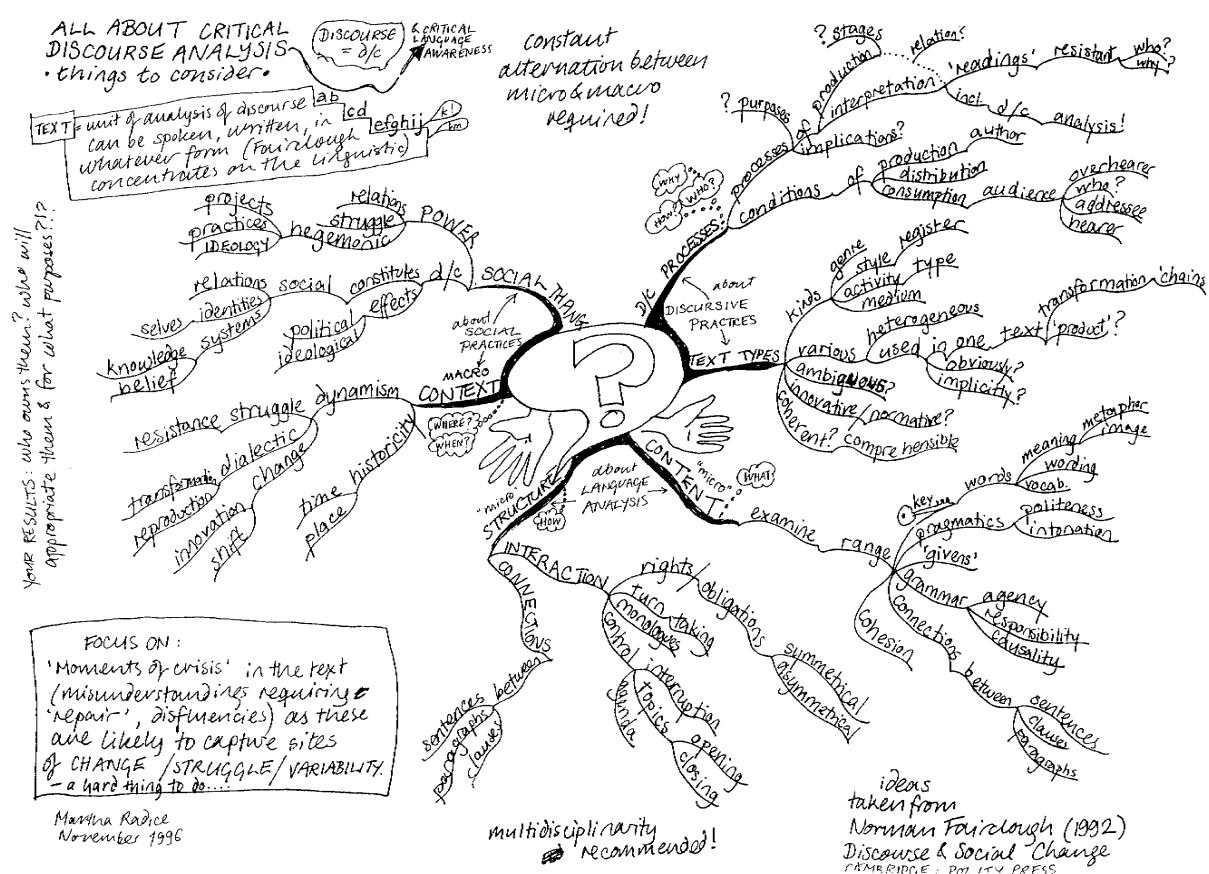 ALL ABOUT CRITICAL
DISCOURSE ANALYSIS
• things to consider •
DISCOURSE
= d/c
& CRITICAL
LANGUAGE
AWARENESS
constant
alternation between
micro & macro
required!
TEXT = unit of analysis of discourse
can be spoken, written, in
whatever form (Fairclough
concentrates on the linguistic)
ab
cd
efghij
k!
lm
YOUR RESULTS: who owns them? who will
appropriate them & for what purposes?!?
?
D/C PROCESSES:
WHY?
HOW?
WHO?
processes
? purposes
of
production
? stages
relation?
interpretation
'readings'
resistant
who?
why?
incl. d/c analysis!
implications?
conditions of
production
author
distribution
consumption
audience
overhearer
who?
addressee
hearer
about
DISCURSIVE
PRACTICES
TEXT TYPES
kinds
genre
style
register
activity type
medium
various
heterogeneous
used in one text
transformation 'chains'
'product'?
obviously?
implicitly?
ambiguous?
innovative/normative?
coherent? comprehensible
CONTENT:
"micro"
WHAT
examine range
key
words
meaning
metaphor
image
wording
vocab.
pragmatics
politeness
intonation
'givens'
grammar
agency
responsibility
causality
connections between
sentences
clauses
paragraphs
cohesion
about
LANGUAGE
ANALYSIS
STRUCTURE
"micro"
HOW
INTERACTION
rights/obligations
symmetrical
asymmetrical
turn taking
monologues
control
interruption
topics
opening
closing
agenda
CONNECTIONS
between
sentences
paragraphs
clauses
MACRO
CONTEXT
WHERE?
WHEN?
dynamism
struggle
resistance
dialectic
transformation
reproduction
change
innovation
shift
historicity
time
place
about
SOCIAL
PRACTICES
SOCIAL THANG
POWER
relations
struggle
hegemonic
projects
practices
IDEOLOGY
d/c
constitutes
social
relations
identities
selves
systems
knowledge
belief
effects
political
ideological
FOCUS ON:
'Moments of crisis' in the text
(misunderstandings requiring
'repair', disfluencies) as these
are likely to capture sites
of CHANGE/STRUGGLE/VARIABILITY.
– a hard thing to do....
Martha Radice
November 1996
multidisciplinarity
recommended!
ideas
taken from
Norman Fairclough (1992)
Discourse & Social Change
CAMBRIDGE: POLITY PRESS